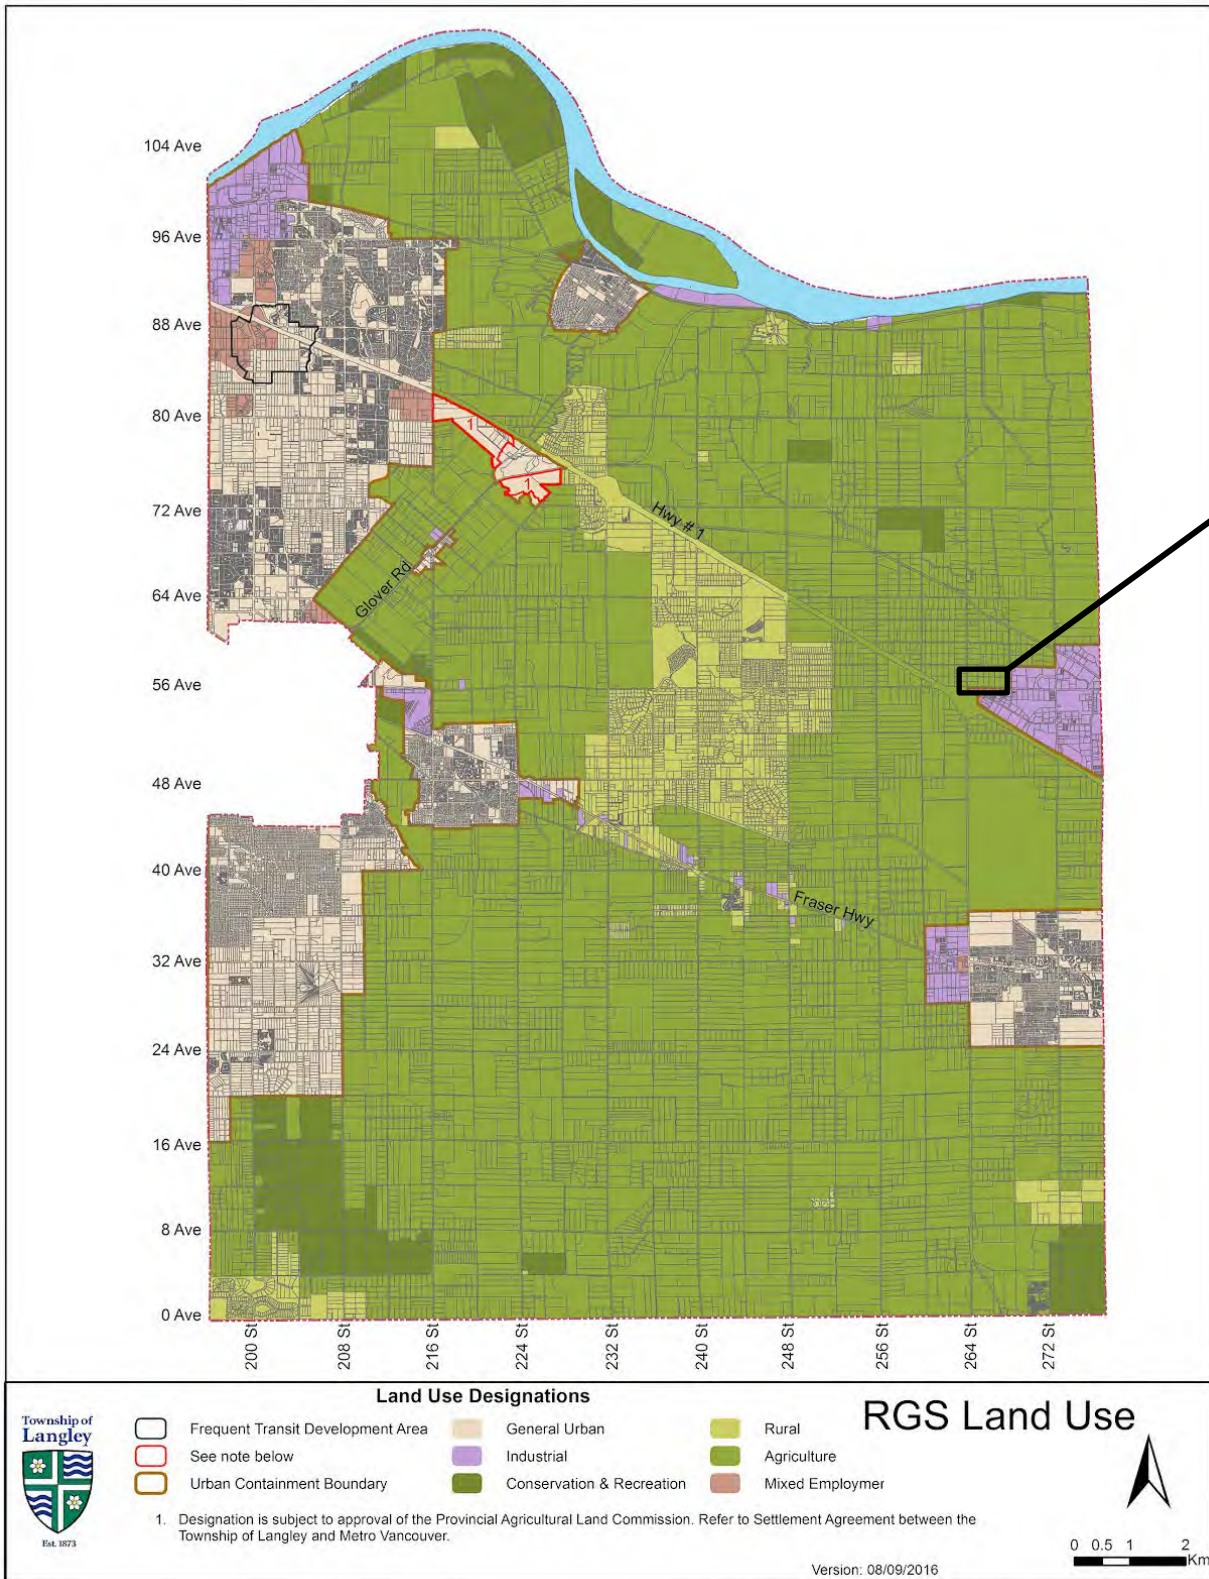 104 Ave
96 Ave
88 Ave
80 Ave
72 Ave
64 Ave
56 Ave
48 Ave
40 Ave
32 Ave
24 Ave
16 Ave
8 Ave
0 Ave
1
1
Hwy # 1
Glover Rd
Fraser Hwy
200 St
208 St
216 St
224 St
232 St
240 St
248 St
256 St
264 St
272 St
Land Use Designations
RGS Land Use
Township of
Langley
Est. 1873
Frequent Transit Development Area
General Urban
Rural
See note below
Industrial
Agriculture
Urban Containment Boundary
Conservation & Recreation
Mixed Employmer
1. Designation is subject to approval of the Provincial Agricultural Land Commission. Refer to Settlement Agreement between the
Township of Langley and Metro Vancouver.
0 0.5 1 2
Km
Version: 08/09/2016